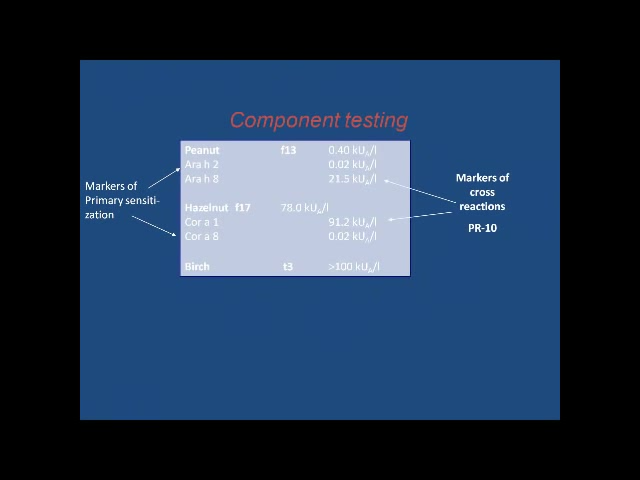 Component testing
Peanut f13 0.40 kUA/l
Ara h 2 0.02 kUA/l
Ara h 8 21.5 kUA/l
Hazelnut f17 78.0 kUA/l
Cor a 1 91.2 kUA/l
Cor a 8 0.02 kUA/l
Birch t3 >100 kUA/l
Markers of
Primary sensiti-
zation
Markers of
cross
reactions
PR-10